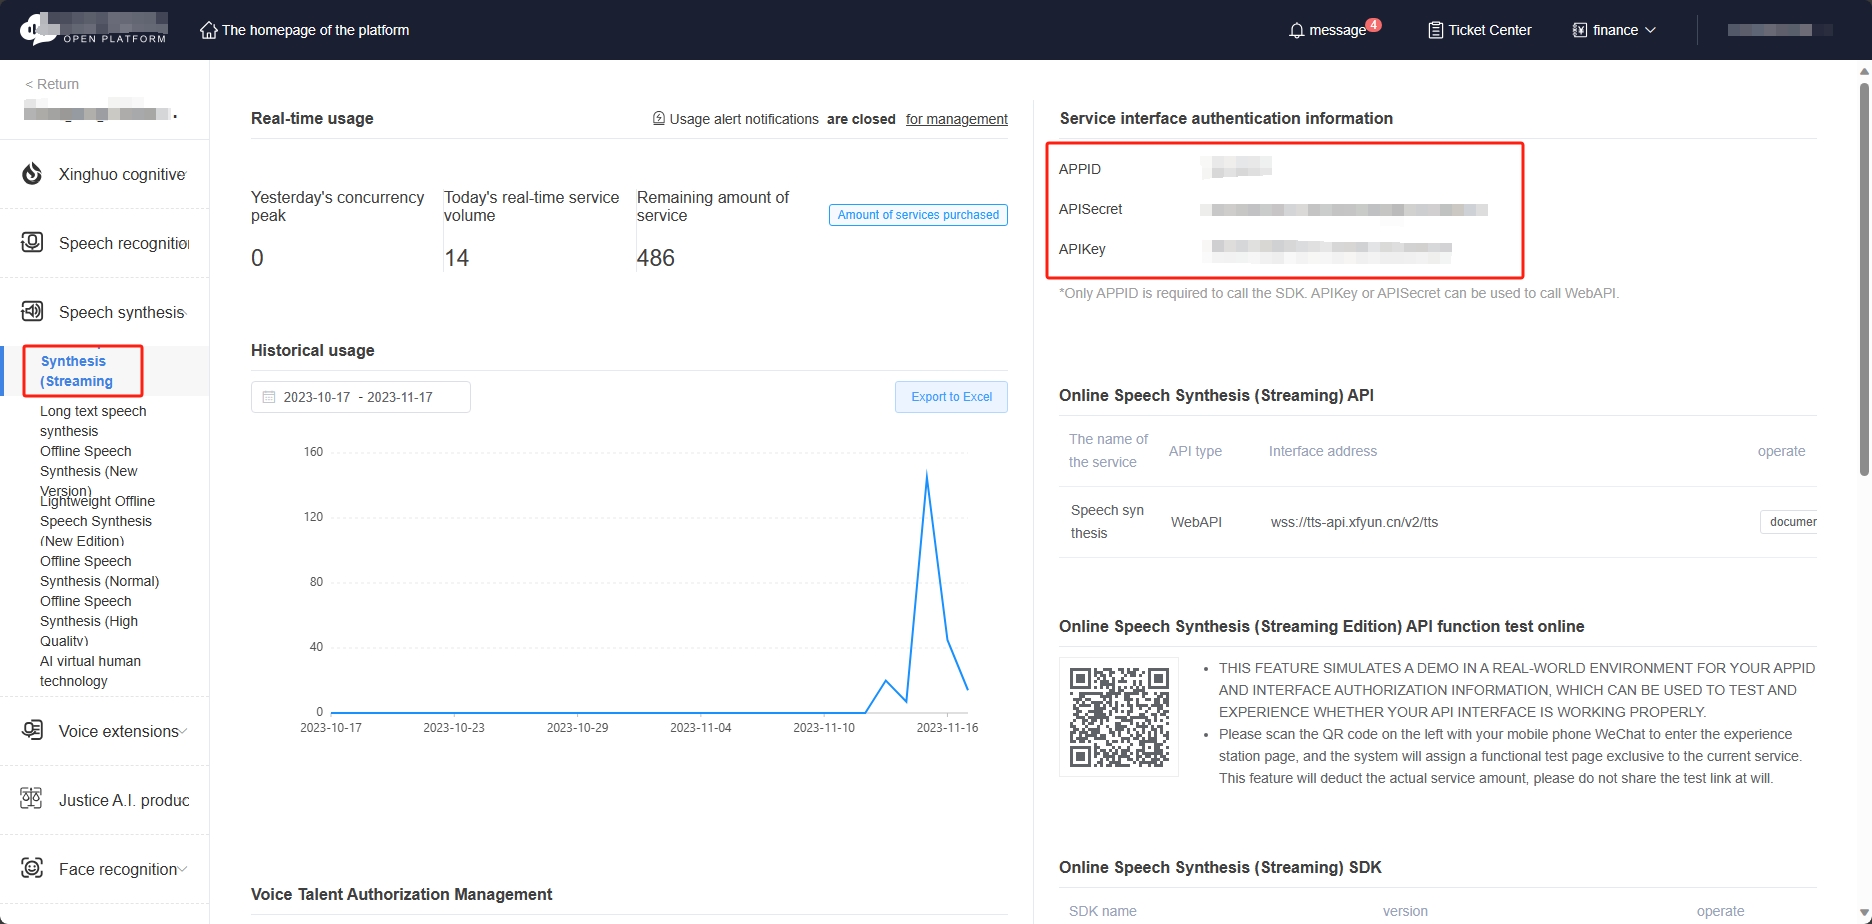 OPEN PLATFORM
The homepage of the platform
message 4
Ticket Center
finance
< Return
Xinghuo cognitive
Speech recognition
Speech synthesis
Synthesis
(Streaming
Long text speech
synthesis
Offline Speech
Synthesis (New
Version)
Lightweight Offline
Speech Synthesis
(New Edition)
Offline Speech
Synthesis (Normal)
Offline Speech
Synthesis (High
Quality)
AI virtual human
technology
Voice extensions
Justice A.I. produc
Face recognition
Real-time usage
Usage alert notifications are closed for management
Yesterday's concurrency
peak
0
Today's real-time service
volume
14
Remaining amount of
service
486
Amount of services purchased
Historical usage
2023-10-17 - 2023-11-17
Export to Excel
160
120
80
40
0
2023-10-17 2023-10-23 2023-10-29 2023-11-04 2023-11-10 2023-11-16
Voice Talent Authorization Management
Service interface authentication information
APPID
APISecret
APIKey
*Only APPID is required to call the SDK. APIKey or APISecret can be used to call WebAPI.
Online Speech Synthesis (Streaming) API
The name of
the service
API type
Interface address
operate
Speech syn
thesis
WebAPI
wss://tts-api.xfyun.cn/v2/tts
documer
Online Speech Synthesis (Streaming Edition) API function test online
• THIS FEATURE SIMULATES A DEMO IN A REAL-WORLD ENVIRONMENT FOR YOUR APPID
AND INTERFACE AUTHORIZATION INFORMATION, WHICH CAN BE USED TO TEST AND
EXPERIENCE WHETHER YOUR API INTERFACE IS WORKING PROPERLY.
• Please scan the QR code on the left with your mobile phone WeChat to enter the experience
station page, and the system will assign a functional test page exclusive to the current service.
This feature will deduct the actual service amount, please do not share the test link at will.
Online Speech Synthesis (Streaming) SDK
SDK name
version
operate